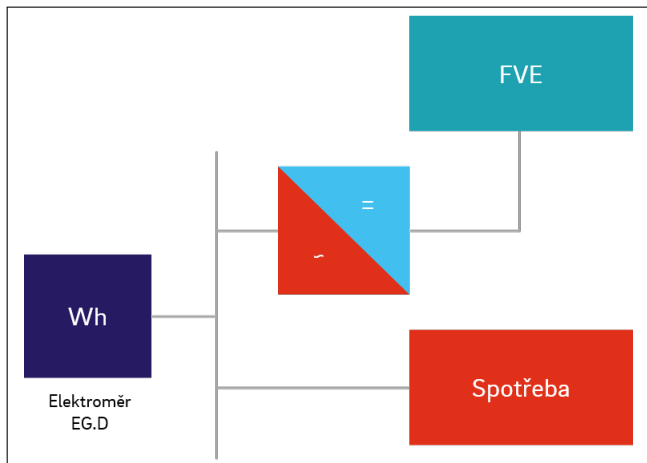 FVE
=
~
Wh
Elektroměr
EG.D
Spotřeba